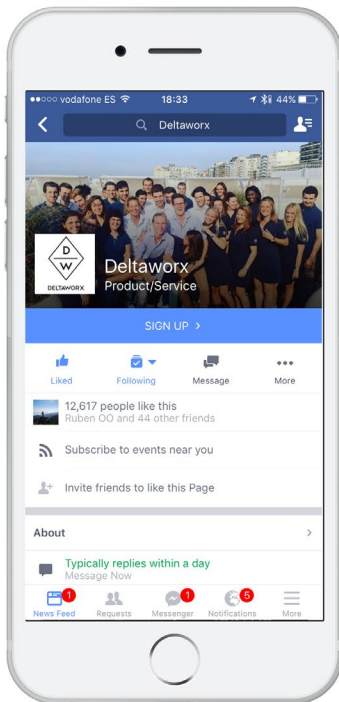 vodafone ES 18:33 44%
Deltaworx
D
W
DELTAWORX
Deltaworx
Product/Service
SIGN UP >
Liked Following Message More
12,617 people like this
Ruben OO and 44 other friends
Subscribe to events near you
Invite friends to like this Page
About >
Typically replies within a day
Message Now
1 1 5
News Feed Requests Messenger Notifications More